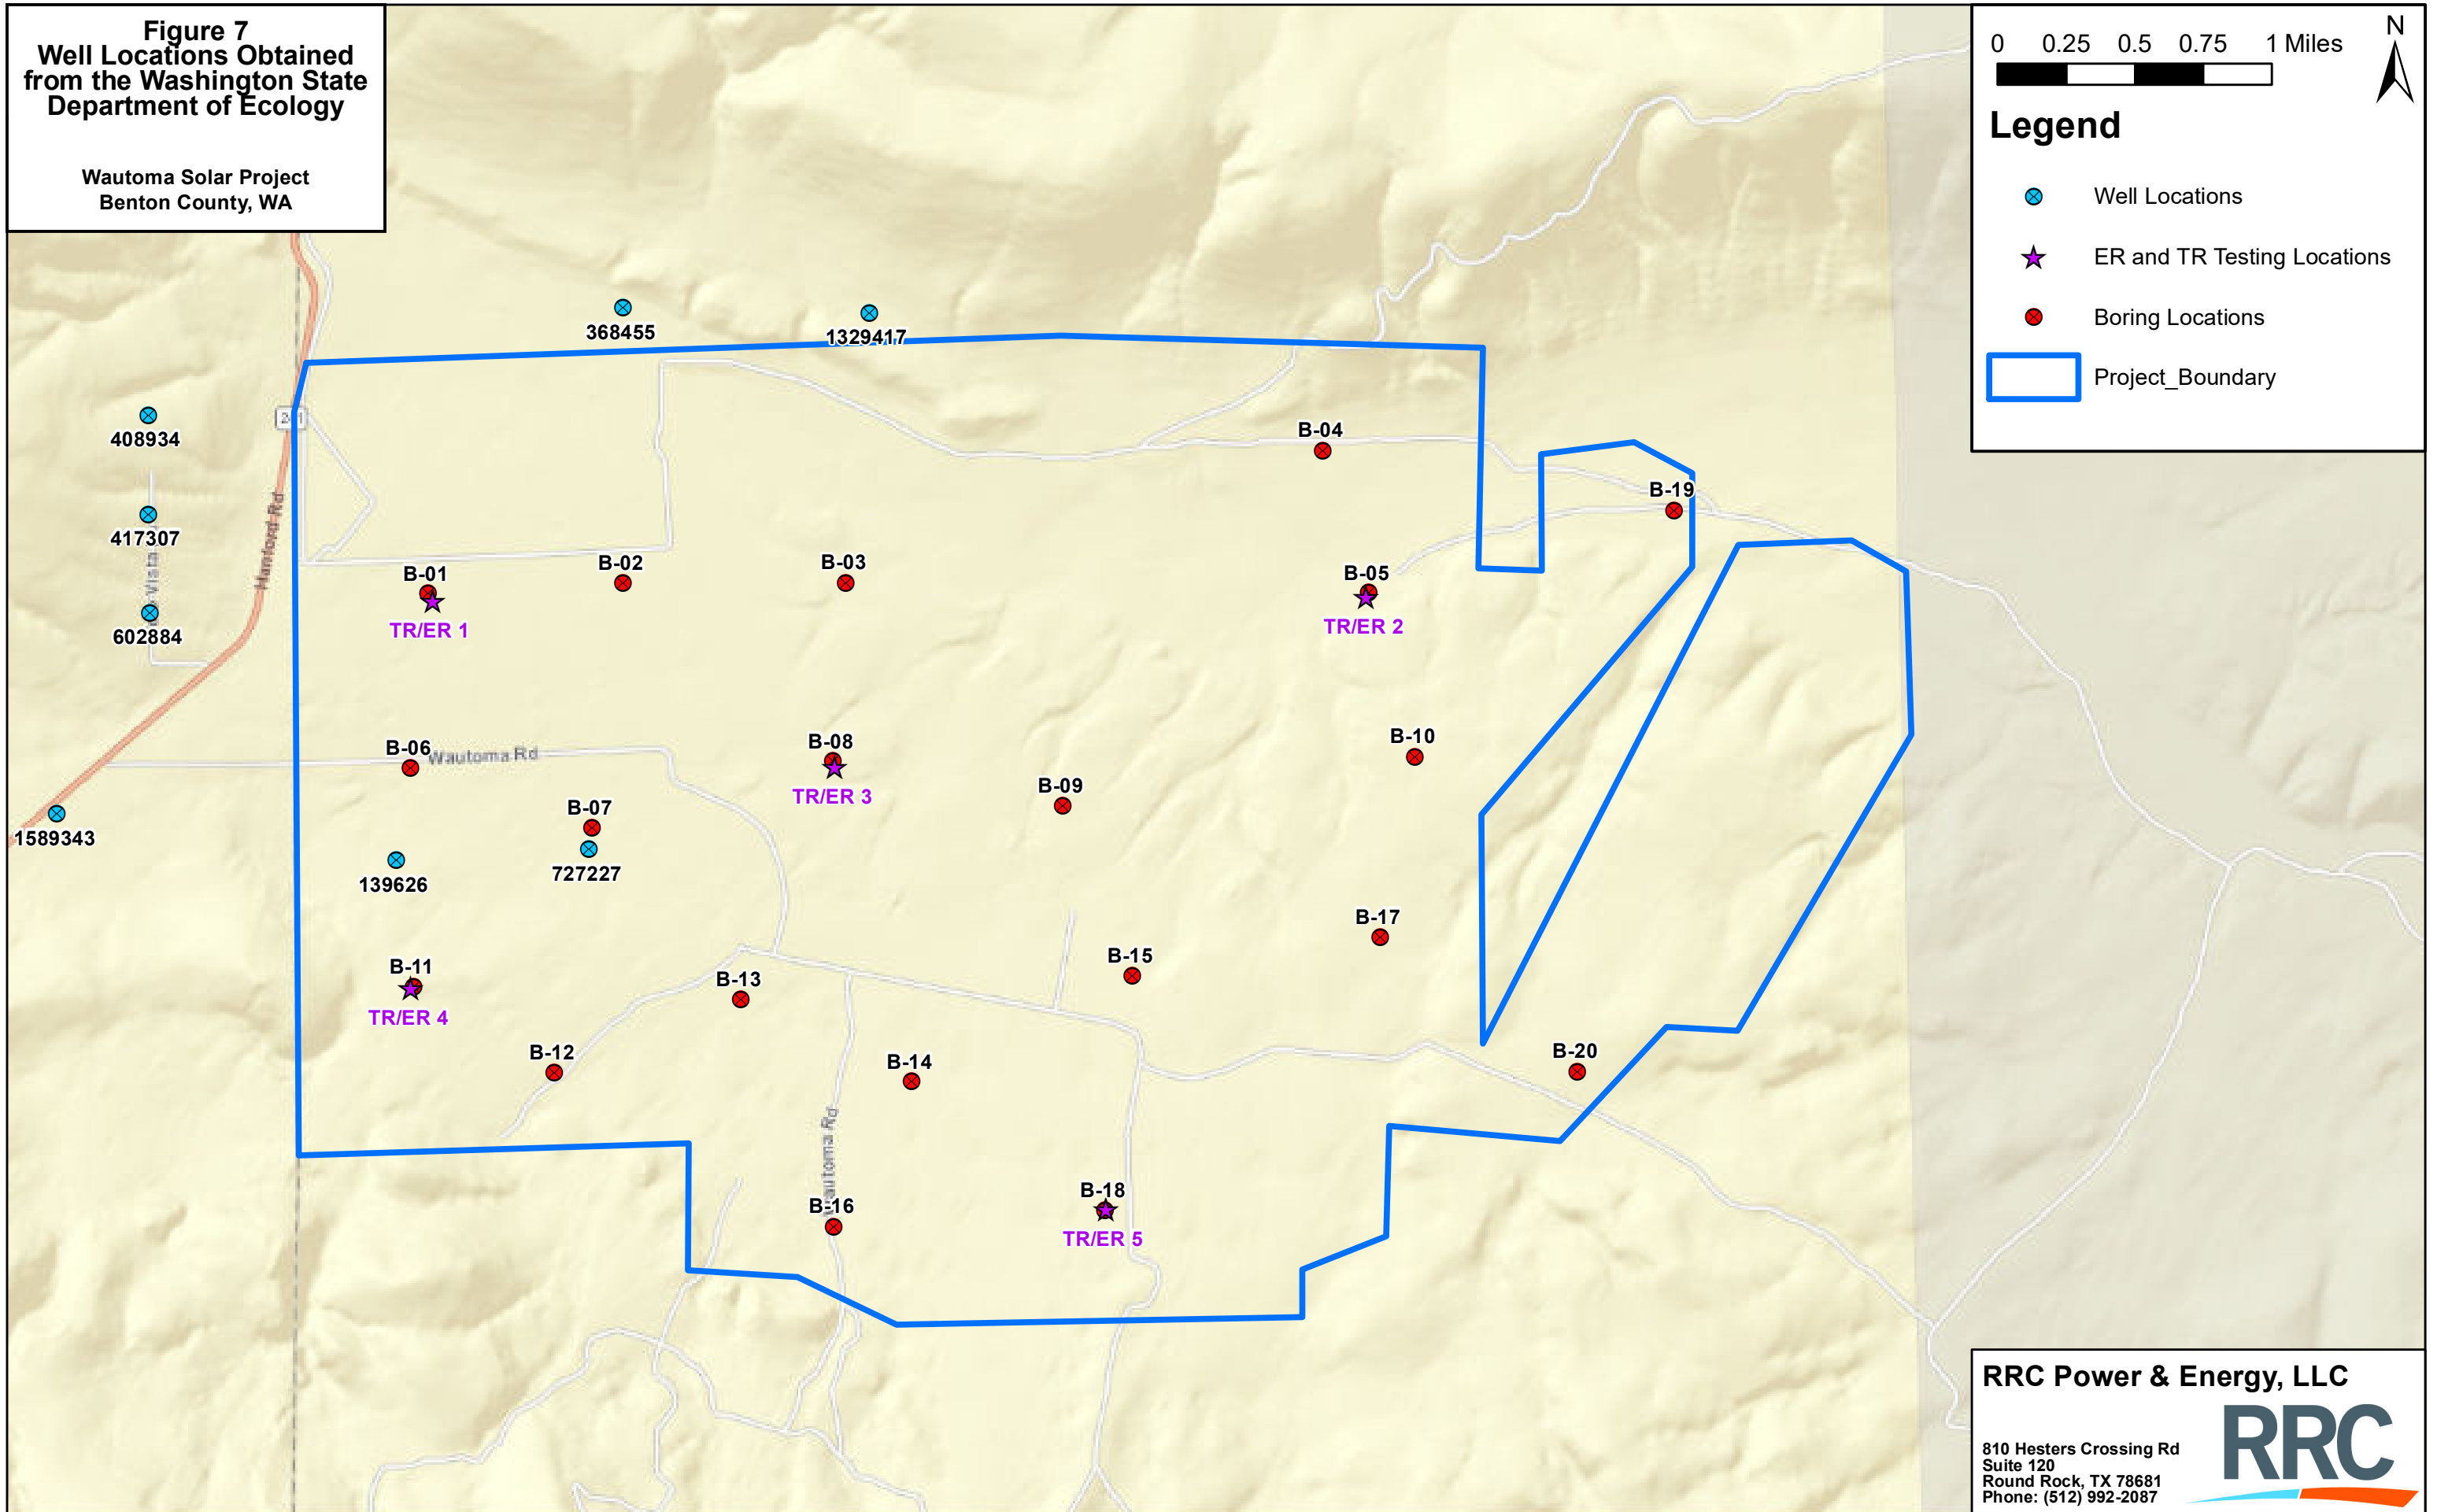 Figure 7
Well Locations Obtained
from the Washington State
Department of Ecology
Wautoma Solar Project
Benton County, WA
0 0.25 0.5 0.75 1 Miles
N
Legend
Well Locations
ER and TR Testing Locations
Boring Locations
Project_Boundary
368455
1329417
408934
B-04
B-19
417307
Hanford Rd
Vista
B-01
B-02
B-03
B-05
TR/ER 1
TR/ER 2
602884
B-06
Wautoma Rd
B-08
B-10
TR/ER 3
B-09
B-07
1589343
139626
727227
B-17
B-11
B-13
B-15
TR/ER 4
B-12
B-14
B-20
Wautoma Rd
B-16
B-18
TR/ER 5
RRC Power & Energy, LLC
810 Hesters Crossing Rd
Suite 120
Round Rock, TX 78681
Phone: (512) 992-2087
RRC